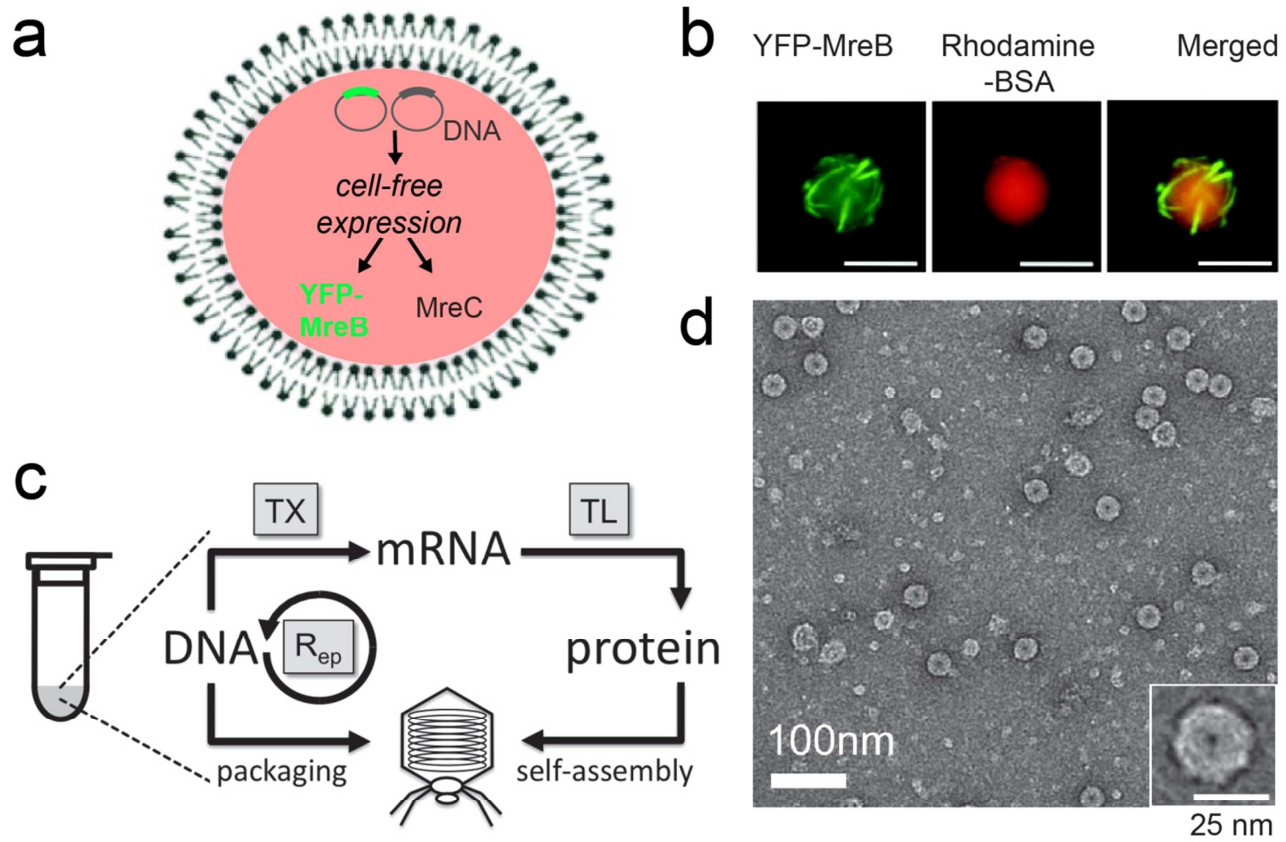 a
DNA
cell-free
expression
YFP-
MreB
MreC
b
YFP-MreB
Rhodamine
-BSA
Merged
c
TX
TL
mRNA
DNA
Rep
protein
packaging
self-assembly
d
100nm
25 nm